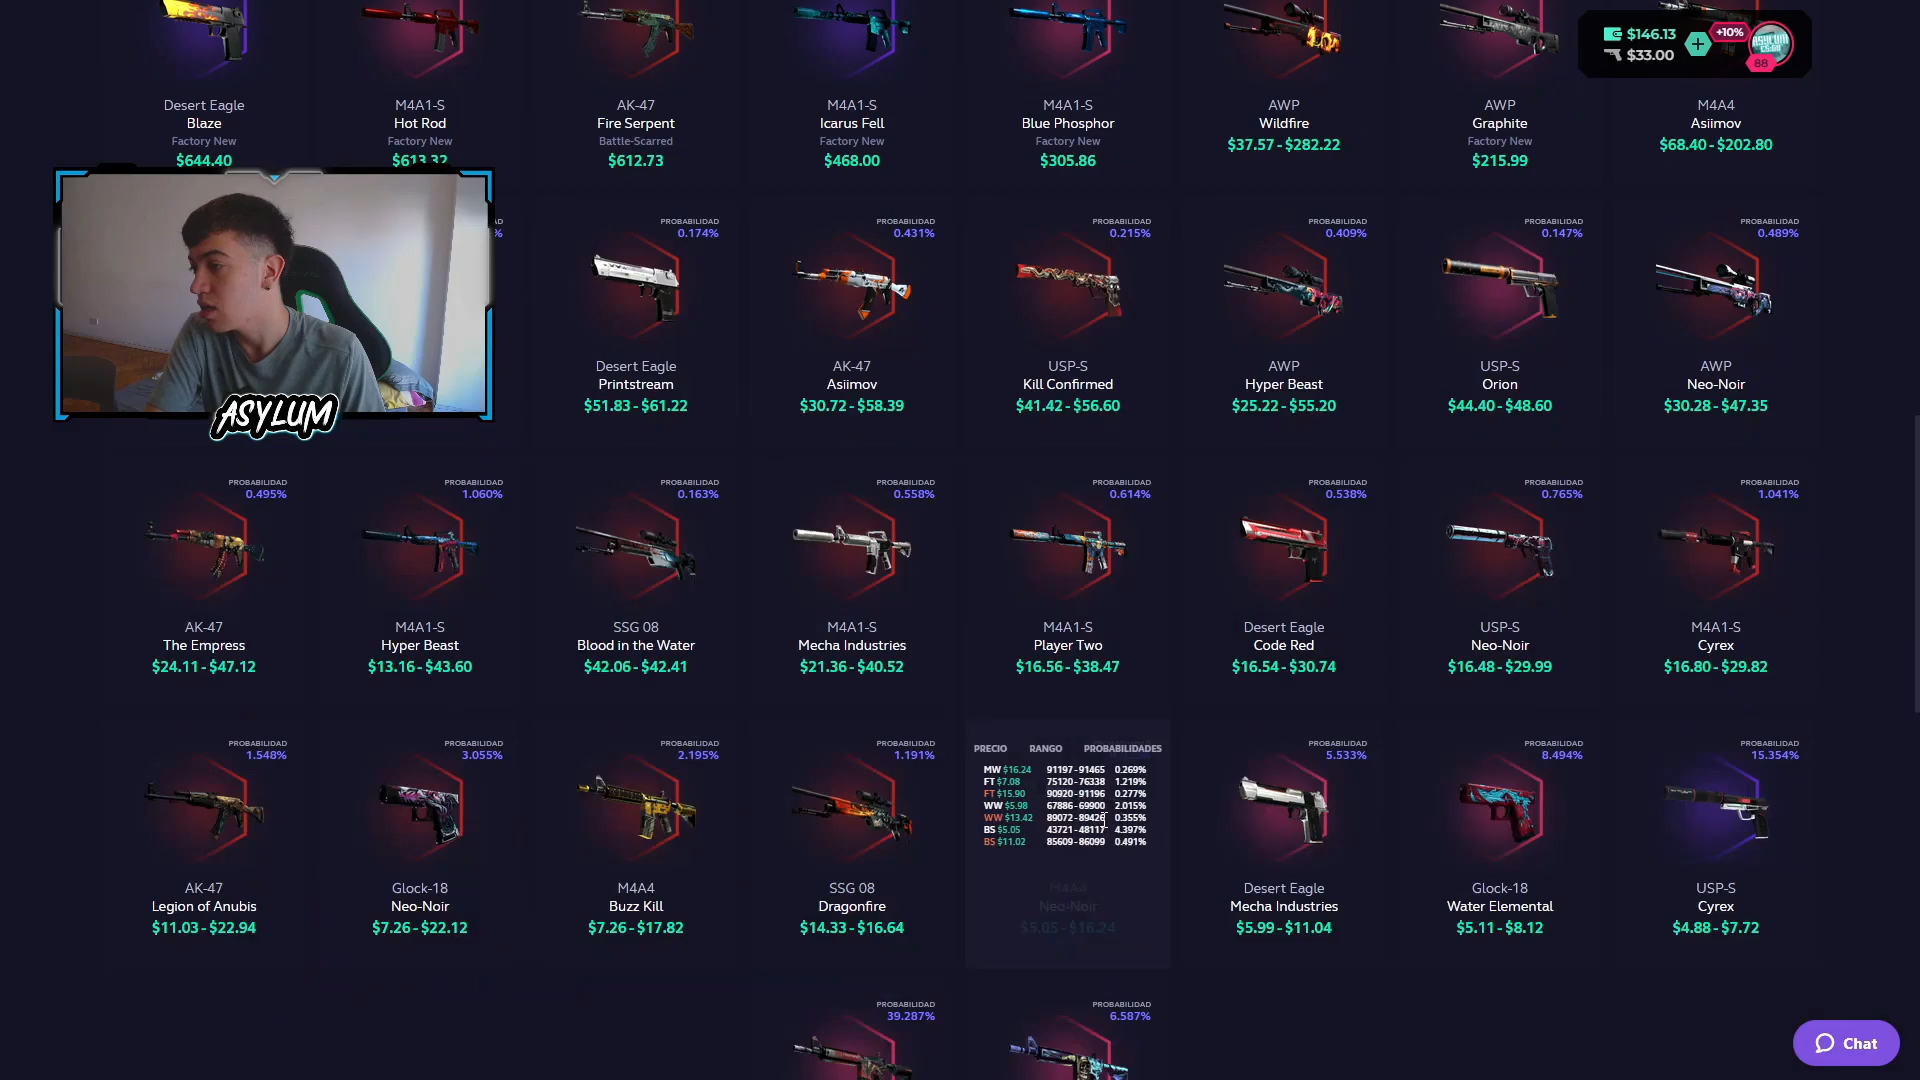 $146.13
+10%
$33.00
88
Desert Eagle
Blaze
Factory New
$644.40
M4A1-S
Hot Rod
Factory New
$613.32
AK-47
Fire Serpent
Battle-Scarred
$612.73
M4A1-S
Icarus Fell
Factory New
$468.00
M4A1-S
Blue Phosphor
Factory New
$305.86
AWP
Wildfire
$37.57 - $282.22
AWP
Graphite
Factory New
$215.99
M4A4
Asiimov
$68.40 - $202.80
ASYLUM
PROBABILIDAD
0.174%
Desert Eagle
Printstream
$51.83 - $61.22
PROBABILIDAD
0.431%
AK-47
Asiimov
$30.72 - $58.39
PROBABILIDAD
0.215%
USP-S
Kill Confirmed
$41.42 - $56.60
PROBABILIDAD
0.409%
AWP
Hyper Beast
$25.22 - $55.20
PROBABILIDAD
0.147%
USP-S
Orion
$44.40 - $48.60
PROBABILIDAD
0.489%
AWP
Neo-Noir
$30.28 - $47.35
PROBABILIDAD
0.495%
AK-47
The Empress
$24.11 - $47.12
PROBABILIDAD
1.060%
M4A1-S
Hyper Beast
$13.16 - $43.60
PROBABILIDAD
0.163%
SSG 08
Blood in the Water
$42.06 - $42.41
PROBABILIDAD
0.558%
M4A1-S
Mecha Industries
$21.36 - $40.52
PROBABILIDAD
0.614%
M4A1-S
Player Two
$16.56 - $38.47
PROBABILIDAD
0.538%
Desert Eagle
Code Red
$16.54 - $30.74
PROBABILIDAD
0.765%
USP-S
Neo-Noir
$16.48 - $29.99
PROBABILIDAD
1.041%
M4A1-S
Cyrex
$16.80 - $29.82
PROBABILIDAD
1.548%
AK-47
Legion of Anubis
$11.03 - $22.94
PROBABILIDAD
3.055%
Glock-18
Neo-Noir
$7.26 - $22.12
PROBABILIDAD
2.195%
M4A4
Buzz Kill
$7.26 - $17.82
PROBABILIDAD
1.191%
SSG 08
Dragonfire
$14.33 - $16.64
PRECIO RANGO PROBABILIDADES
MW $16.24 91197 - 91465 0.269%
FT $7.08 75120 - 76338 1.219%
FT $15.90 90920 - 91196 0.277%
WW $5.98 67886 - 69900 2.015%
WW $13.42 89072 - 89426 0.355%
BS $5.05 43721 - 48117 4.397%
BS $11.02 85609 - 86099 0.491%
M4A4
Neo-Noir
$5.05 - $16.24
PROBABILIDAD
5.533%
Desert Eagle
Mecha Industries
$5.99 - $11.04
PROBABILIDAD
8.494%
Glock-18
Water Elemental
$5.11 - $8.12
PROBABILIDAD
15.354%
USP-S
Cyrex
$4.88 - $7.72
PROBABILIDAD
39.287%
PROBABILIDAD
6.587%
Chat